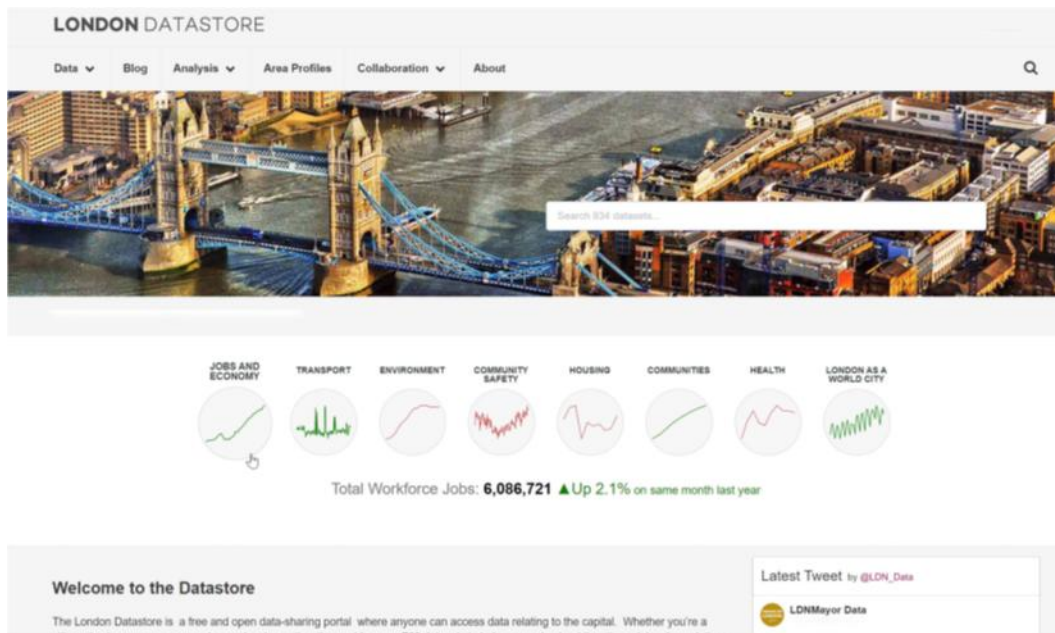 LONDON DATASTORE
Data
Blog
Analysis
Area Profiles
Collaboration
About
Search 934 datasets...
JOBS AND
ECONOMY
TRANSPORT
ENVIRONMENT
COMMUNITY
SAFETY
HOUSING
COMMUNITIES
HEALTH
LONDON AS A
WORLD CITY
Total Workforce Jobs: 6,086,721 ▲Up 2.1% on same month last year
Welcome to the Datastore
The London Datastore is a free and open data-sharing portal where anyone can access data relating to the capital. Whether you're a
Latest Tweet by @LDN_Data
LDNMayor Data